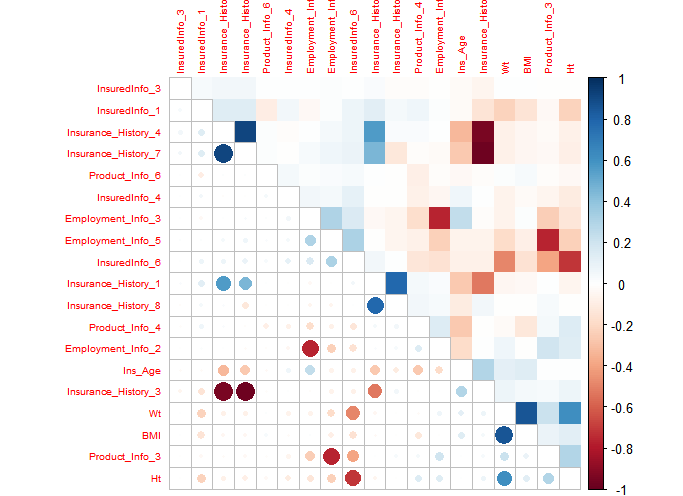 InsuredInfo_3
InsuredInfo_1
Insurance_Histo
Insurance_Histo
Product_Info_6
InsuredInfo_4
Employment_Inf
Employment_Inf
InsuredInfo_6
Insurance_Histo
Insurance_Histo
Product_Info_4
Employment_Inf
Ins_Age
Insurance_Histo
Wt
BMI
Product_Info_3
Ht
InsuredInfo_3
InsuredInfo_1
Insurance_History_4
Insurance_History_7
Product_Info_6
InsuredInfo_4
Employment_Info_3
Employment_Info_5
InsuredInfo_6
Insurance_History_1
Insurance_History_8
Product_Info_4
Employment_Info_2
Ins_Age
Insurance_History_3
Wt
BMI
Product_Info_3
Ht
1
0.8
0.6
0.4
0.2
0
-0.2
-0.4
-0.6
-0.8
-1